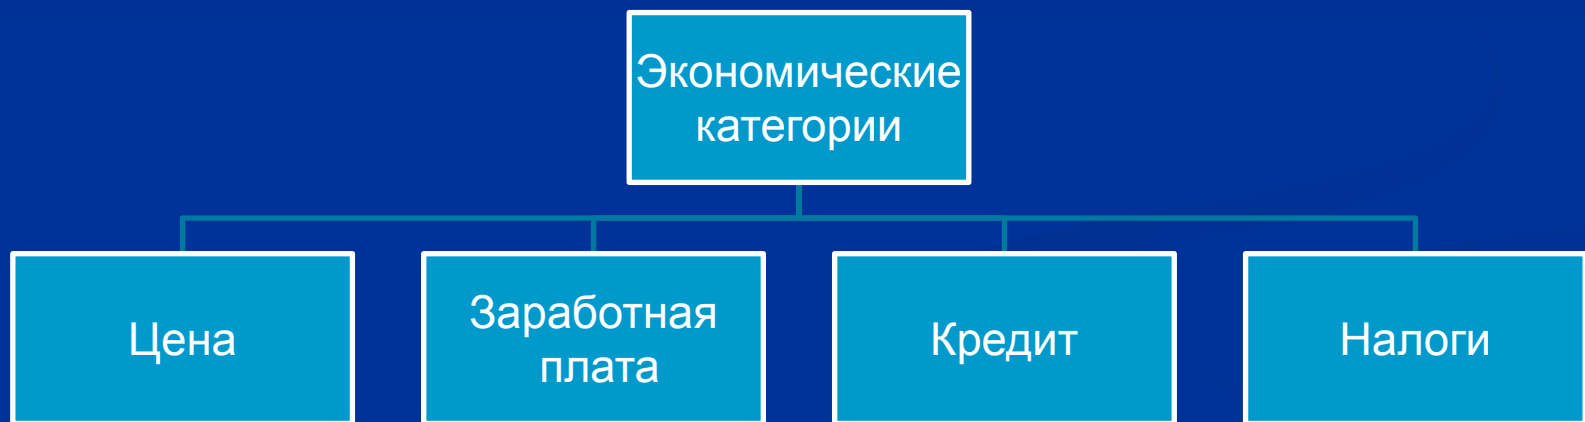 Экономические
категории
Цена
Заработная
плата
Кредит
Налоги